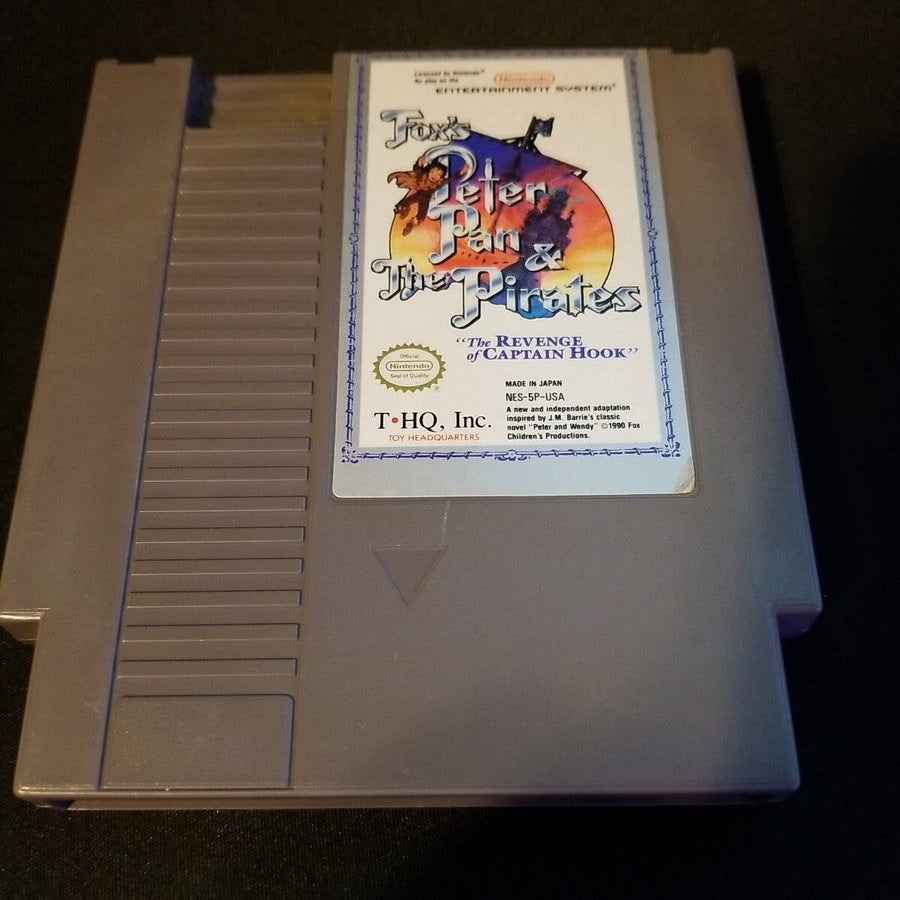 Licensed by Nintendo®
for play on the
Nintendo
ENTERTAINMENT SYSTEM®
Fox's
Peter
Pan &
The Pirates
"The REVENGE
of CAPTAIN HOOK"
Official
Nintendo
Seal of Quality
MADE IN JAPAN
NES-5P-USA
T•HQ, Inc.
TOY HEADQUARTERS
A new and independent adaptation
inspired by J.M. Barrie's classic
novel "Peter and Wendy" ©1990 Fox
Children's Productions.